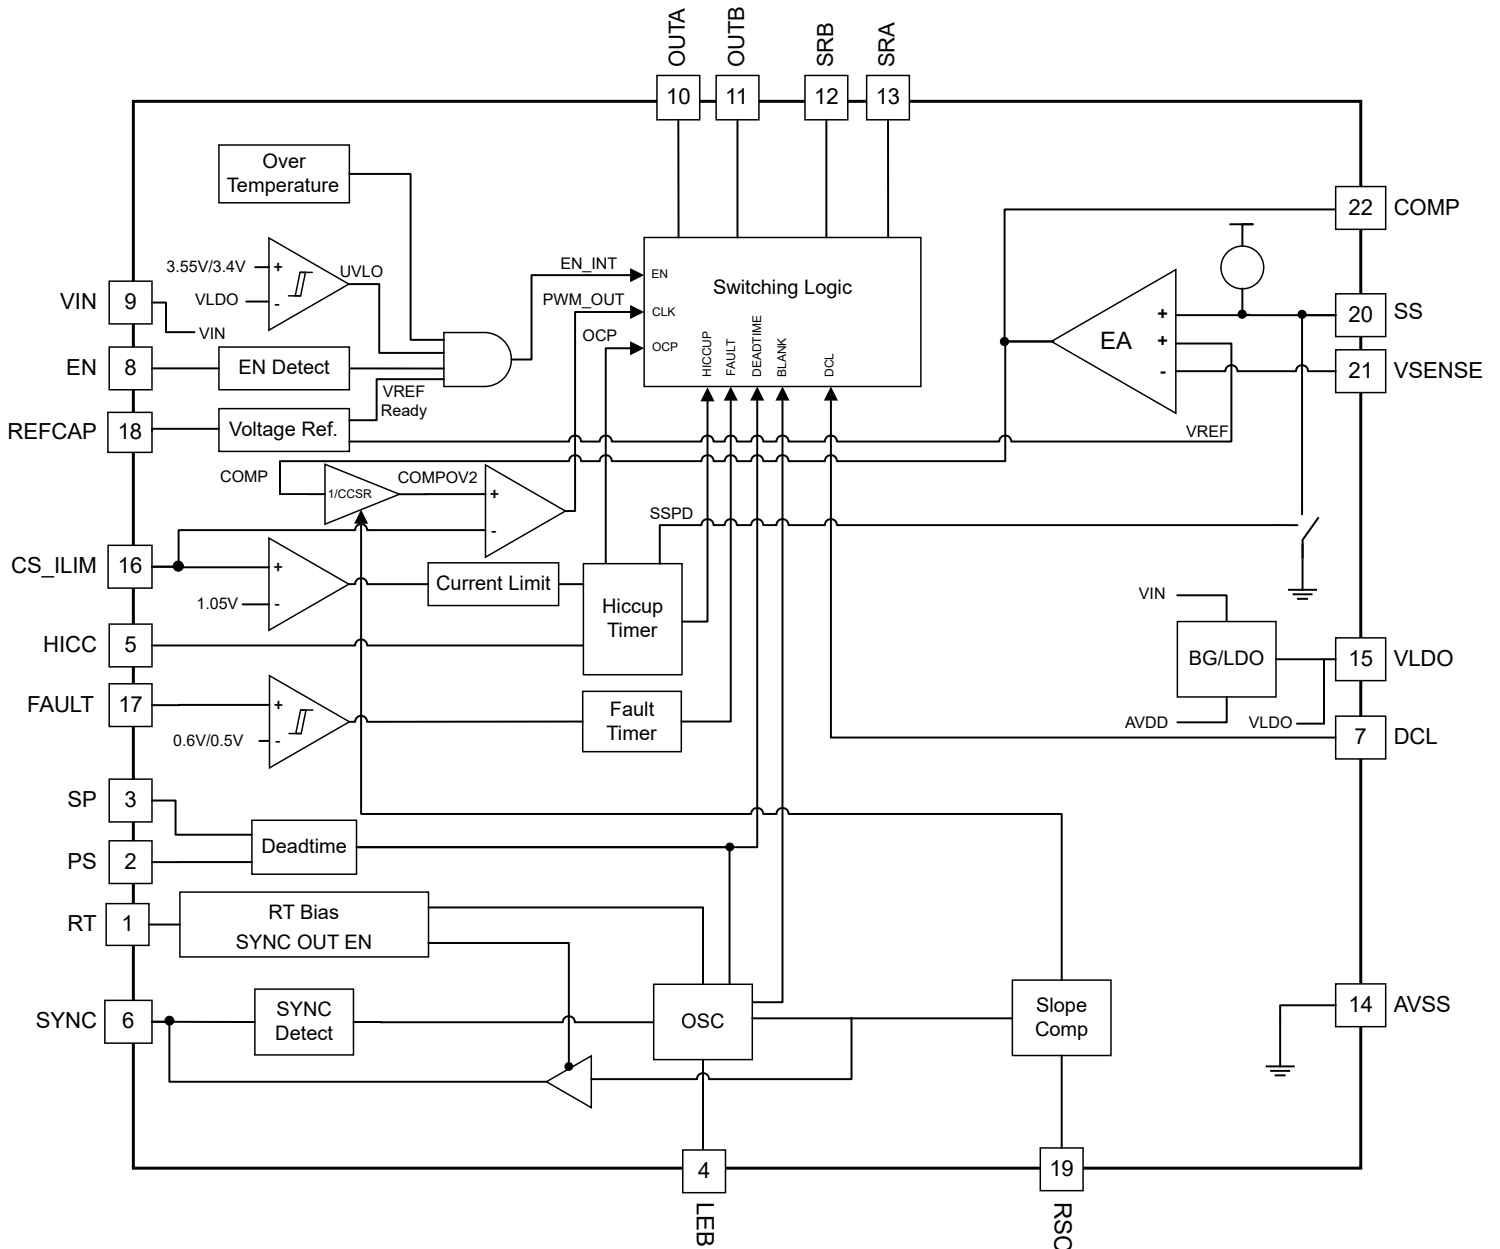 OUTA
OUTB
SRB
SRA
10
11
12
13
Over
Temperature
22
COMP
3.55V/3.4V
+
UVLO
EN_INT
EN
Switching Logic
VIN
9
VLDO
-
PWM_OUT
CLK
+
20
SS
VIN
OCP
OCP
HICCUP
FAULT
DEADTIME
BLANK
DCL
EA
+
EN
8
EN Detect
-
21
VSENSE
VREF
Ready
REFCAP
18
Voltage Ref.
VREF
COMP
1/CCSR
COMPOV2
+
SSPD
-
CS_ILIM
16
+
Current Limit
1.05V
-
Hiccup
Timer
VIN
HICC
5
BG/LDO
15
VLDO
FAULT
17
+
Fault
Timer
AVDD
VLDO
0.6V/0.5V
-
7
DCL
SP
3
Deadtime
PS
2
RT
1
RT Bias
SYNC OUT EN
SYNC
6
SYNC
Detect
OSC
Slope
Comp
14
AVSS
4
19
LEB
RSC